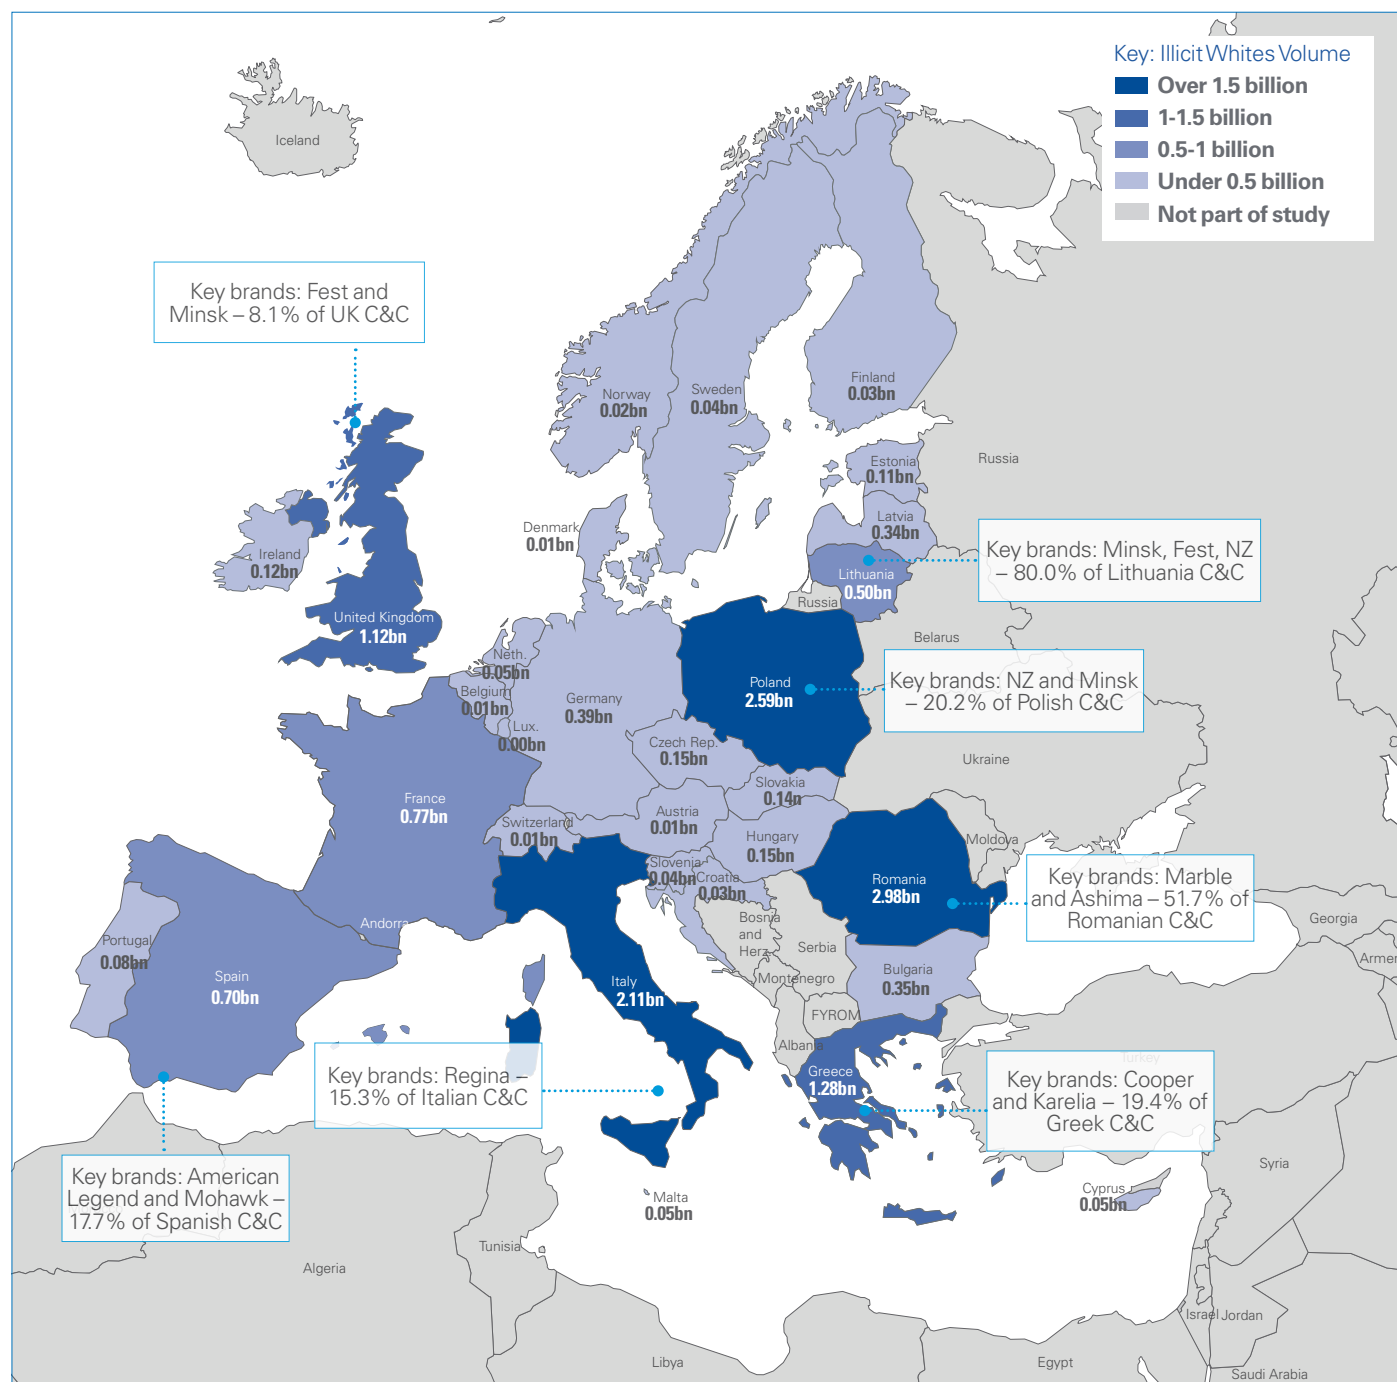 Key: Illicit Whites Volume
Over 1.5 billion
1-1.5 billion
0.5-1 billion
Under 0.5 billion
Not part of study
Iceland
Key brands: Fest and
Minsk – 8.1% of UK C&C
Norway
0.02bn
Sweden
0.04bn
Finland
0.03bn
Russia
Estonia
0.11bn
Latvia
0.34bn
Denmark
0.01bn
Key brands: Minsk, Fest, NZ
– 80.0% of Lithuania C&C
Lithuania
0.50bn
Russia
Ireland
0.12bn
United Kingdom
1.12bn
Belarus
Neth.
0.05bn
Belgium
0.01bn
Lux.
0.00bn
Germany
0.39bn
Poland
2.59bn
Key brands: NZ and Minsk
– 20.2% of Polish C&C
Czech Rep.
0.15bn
Ukraine
Slovakia
0.14n
France
0.77bn
Switzerland
0.01bn
Austria
0.01bn
Hungary
0.15bn
Moldova
Slovenia
0.04bn
Croatia
0.03bn
Romania
2.98bn
Key brands: Marble
and Ashima – 51.7% of
Romanian C&C
Andorra
Bosnia
and
Herz.
Serbia
Georgia
Armer
Portugal
0.08bn
Spain
0.70bn
Italy
2.11bn
Montenegro
Bulgaria
0.35bn
FYROM
Albania
Turkey
Greece
1.28bn
Key brands: Regina –
15.3% of Italian C&C
Key brands: Cooper
and Karelia – 19.4% of
Greek C&C
Key brands: American
Legend and Mohawk –
17.7% of Spanish C&C
Malta
0.05bn
Cyprus
0.05bn
Syria
Tunisia
Algeria
Israel
Jordan
Libya
Egypt
Saudi Arabia